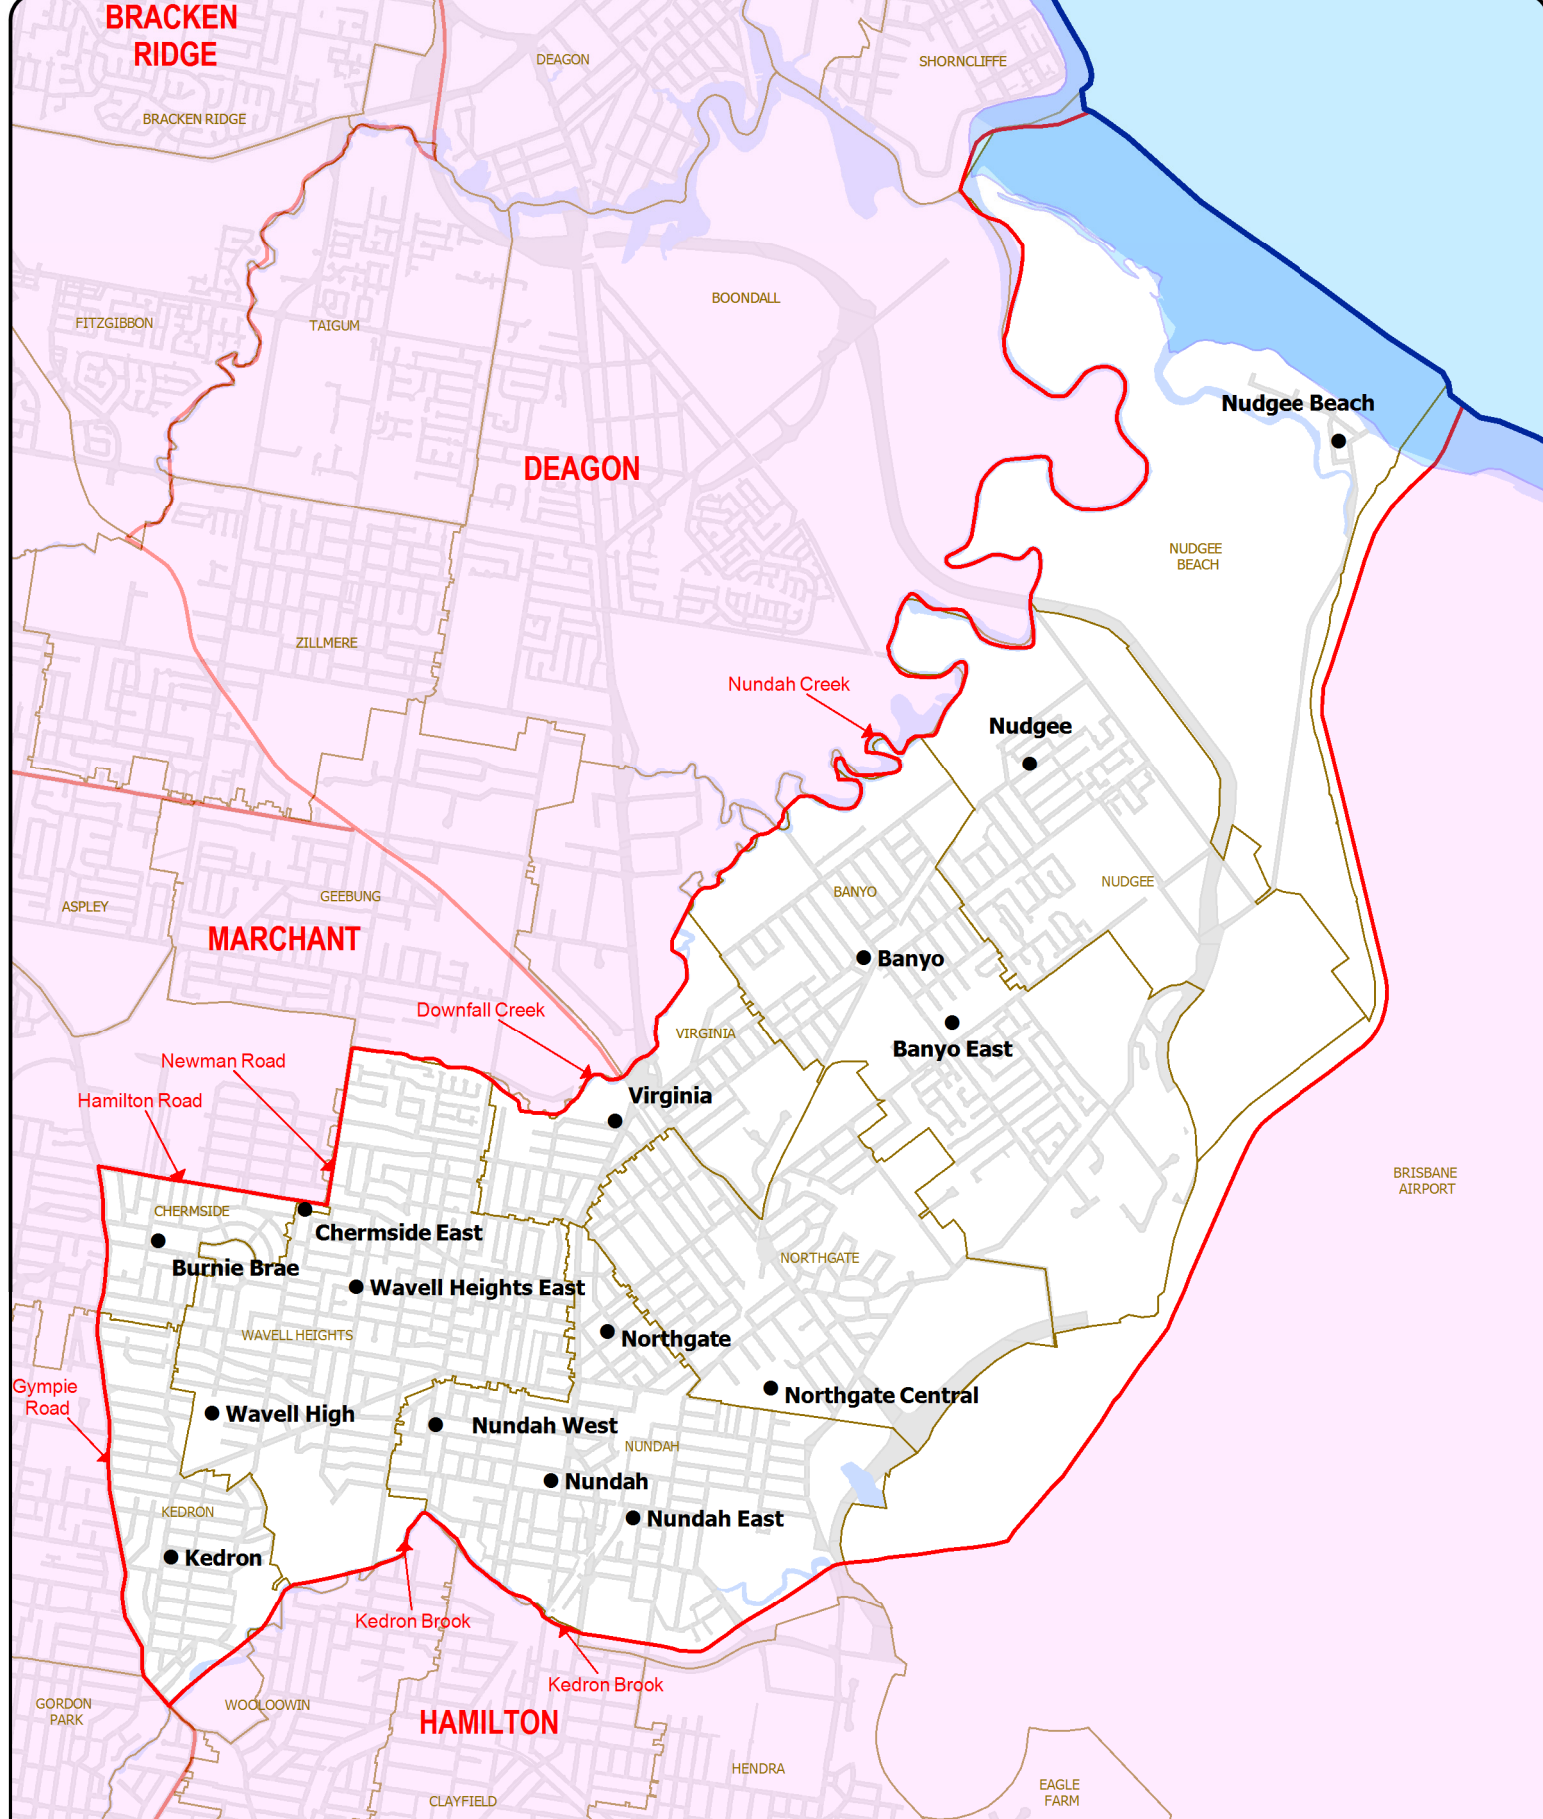 BRACKEN
RIDGE
DEAGON
SHORNCLIFFE
BRACKEN RIDGE
BOONDALL
FITZGIBBON
TAIGUM
Nudgee Beach
DEAGON
NUDGEE
BEACH
ZILLMERE
Nundah Creek
Nudgee
NUDGEE
BANYO
GEEBUNG
ASPLEY
MARCHANT
Banyo
Downfall Creek
VIRGINIA
Banyo East
Newman Road
Hamilton Road
Virginia
BRISBANE
AIRPORT
CHERMSIDE
Chermside East
NORTHGATE
Burnie Brae
Wavell Heights East
WAVELL HEIGHTS
Northgate
Gympie
Road
Northgate Central
Wavell High
Nundah West
NUNDAH
Nundah
KEDRON
Nundah East
Kedron
Kedron Brook
Kedron Brook
GORDON
PARK
WOOLOOWIN
HAMILTON
HENDRA
EAGLE
FARM
CLAYFIELD